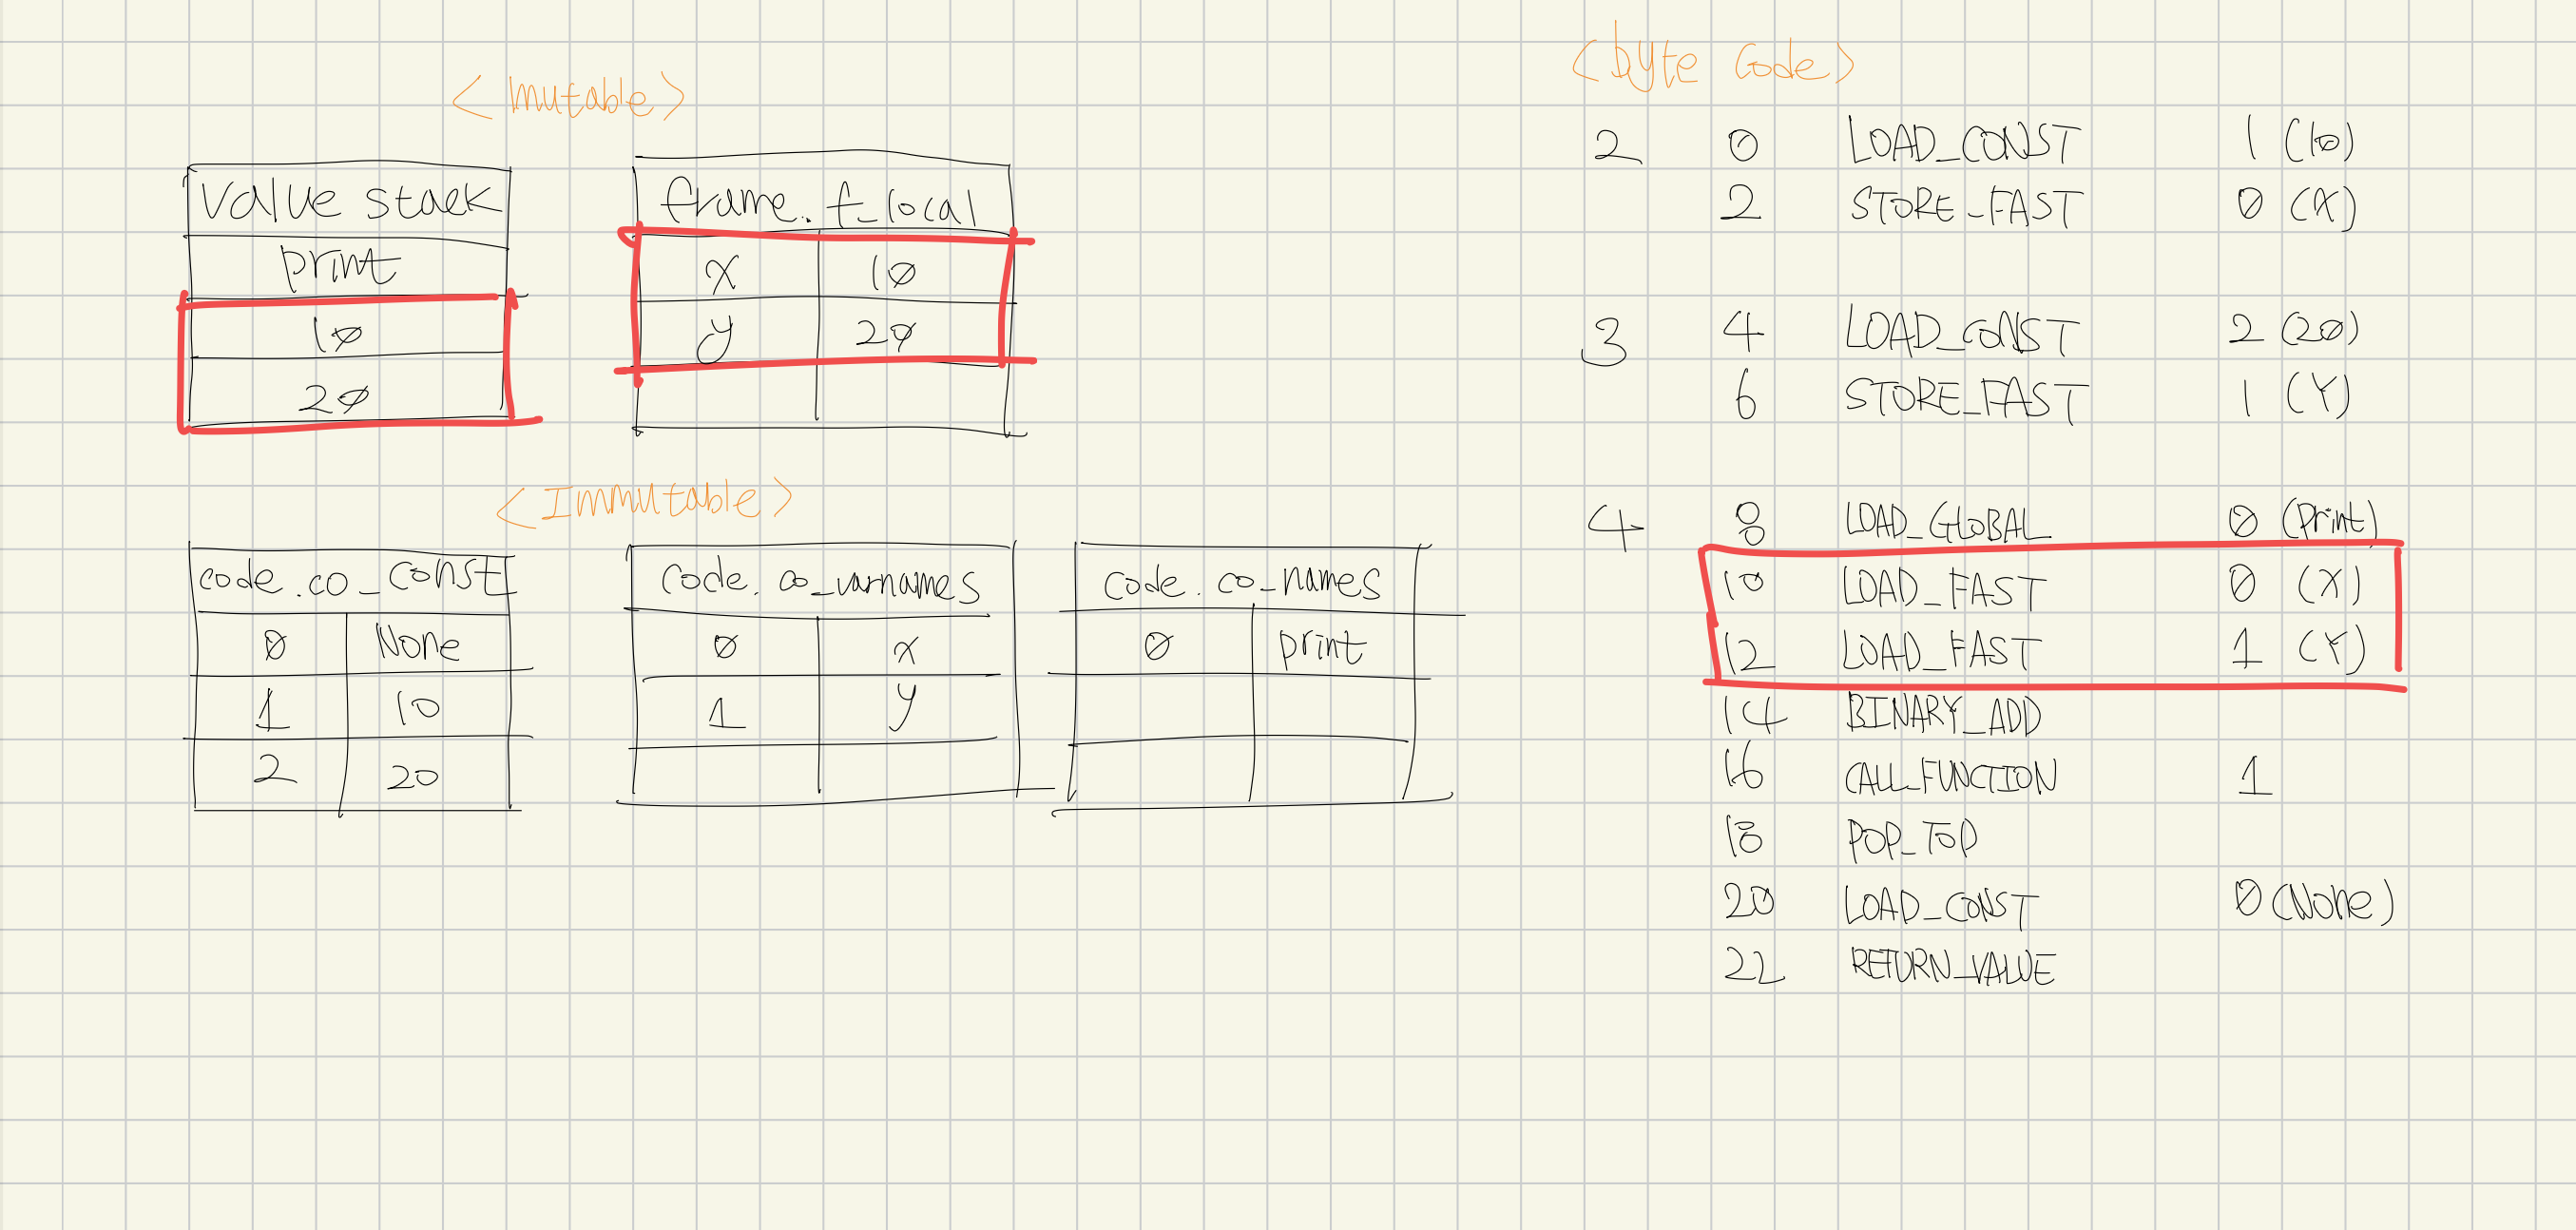 <Mutable>
value stack
print
10
20
frame. f_local
x 10
y 20
<Immutable>
code.co_const
0 None
1 10
2 20
code. co_varnames
0 x
1 y
code. co_names
0 print
<byte code>
2 0 LOAD_CONST 1 (10)
2 STORE_FAST 0 (X)
3 4 LOAD_CONST 2 (20)
6 STORE_FAST 1 (Y)
4 8 LOAD_GLOBAL 0 (Print)
10 LOAD_FAST 0 (X)
12 LOAD_FAST 1 (Y)
14 BINARY_ADD
16 CALL_FUNCTION 1
18 POP_TOP
20 LOAD_CONST 0 (None)
22 RETURN_VALUE